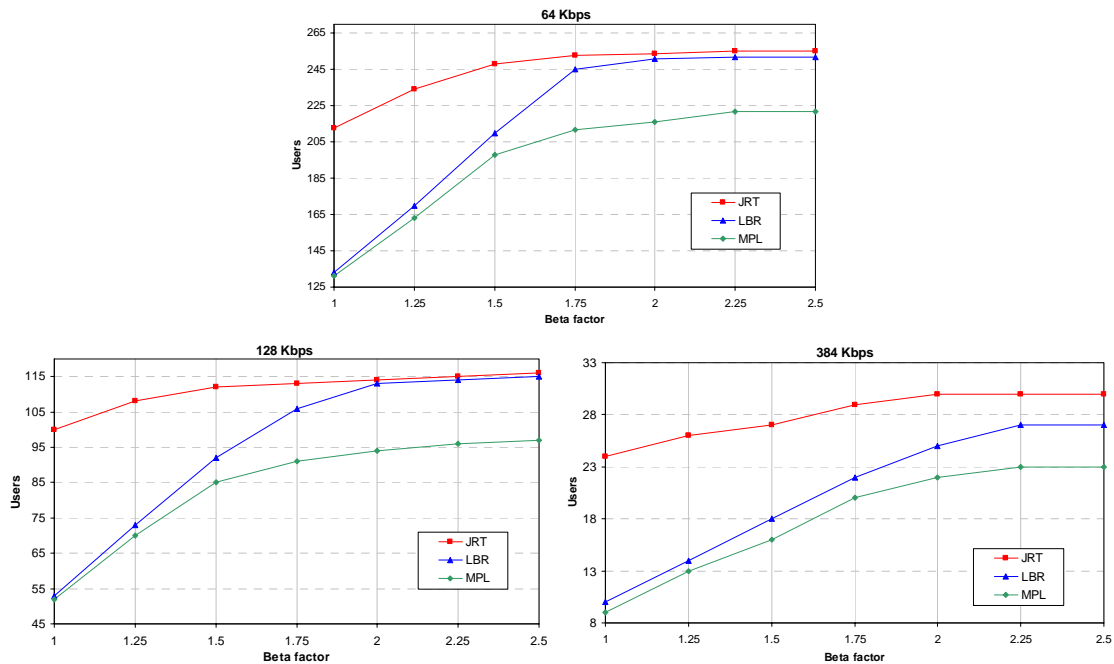 64 Kbps
265
245
225
205
185
165
145
125
Users
JRT
LBR
MPL
1 1.25 1.5 1.75 2 2.25 2.5
Beta factor
128 Kbps
115
105
95
85
75
65
55
45
Users
JRT
LBR
MPL
1 1.25 1.5 1.75 2 2.25 2.5
Beta factor
384 Kbps
33
28
23
18
13
8
Users
JRT
LBR
MPL
1 1.25 1.5 1.75 2 2.25 2.5
Beta factor